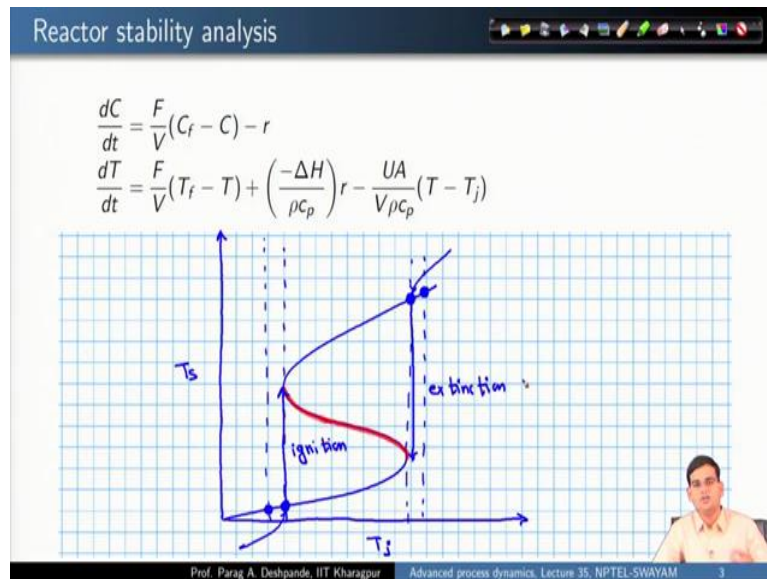 Reactor stability analysis
dC/dt = F/V (C_f − C) − r
dT/dt = F/V (T_f − T) + (−ΔH/ρc_p) r − UA/Vρc_p (T − T_j)
Ts
extinction
ignition
Tj
Prof. Parag A. Deshpande, IIT Kharagpur
Advanced process dynamics, Lecture 35, NPTEL-SWAYAM
3